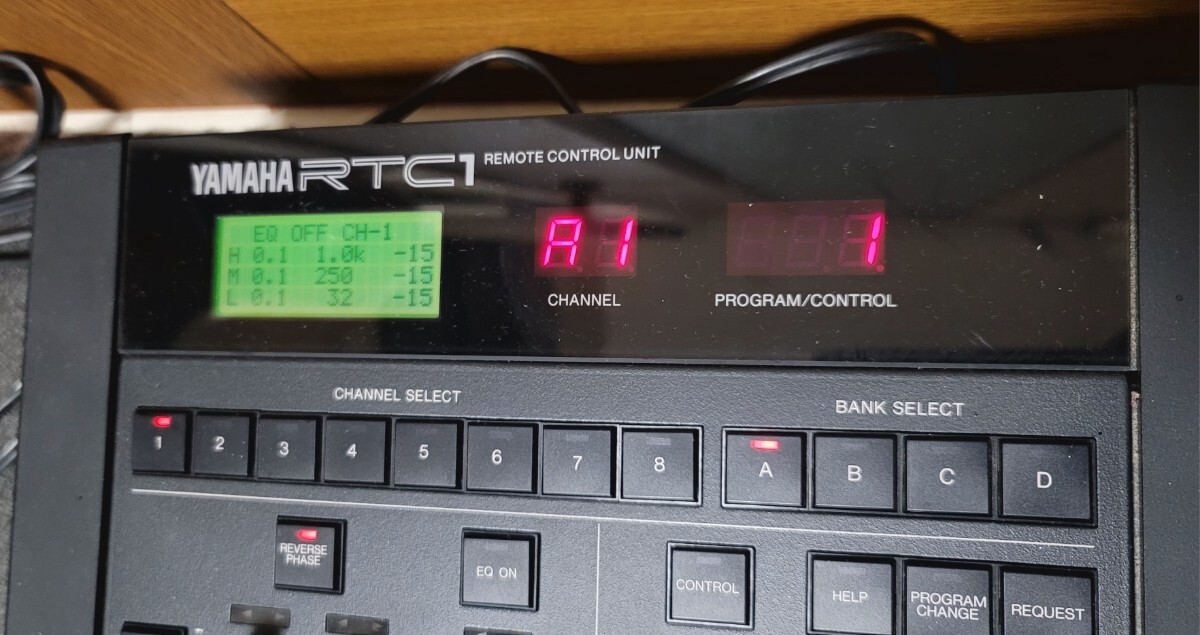 YAMAHA RTC1 REMOTE CONTROL UNIT
EQ OFF CH-1
H 0.1 1.0k -15
M 0.1 250 -15
L 0.1 32 -15
A1
1
CHANNEL
PROGRAM/CONTROL
CHANNEL SELECT
BANK SELECT
1 2 3 4 5 6 7 8
A B C D
REVERSE
PHASE
EQ ON
CONTROL
HELP
PROGRAM
CHANGE
REQUEST